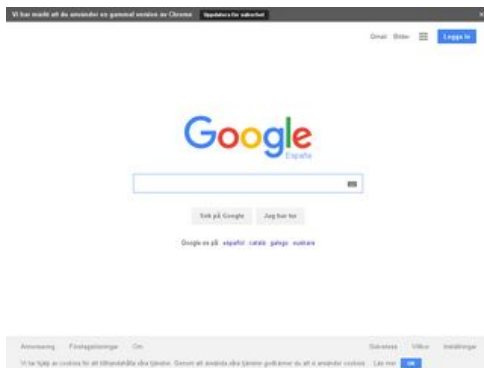 Vi har märkt att du använder en gammal version av Chrome Uppdatera för säkerhet ×
Gmail Bilder Logga in
Google
España
Sök på Google Jag har tur
Google.es på: español català galego euskara
Annonsering Företagslösningar Om Sekretess Villkor Inställningar
Vi tar hjälp av cookies för att tillhandahålla våra tjänster. Genom att använda våra tjänster godkänner du att vi använder cookies. Läs mer OK